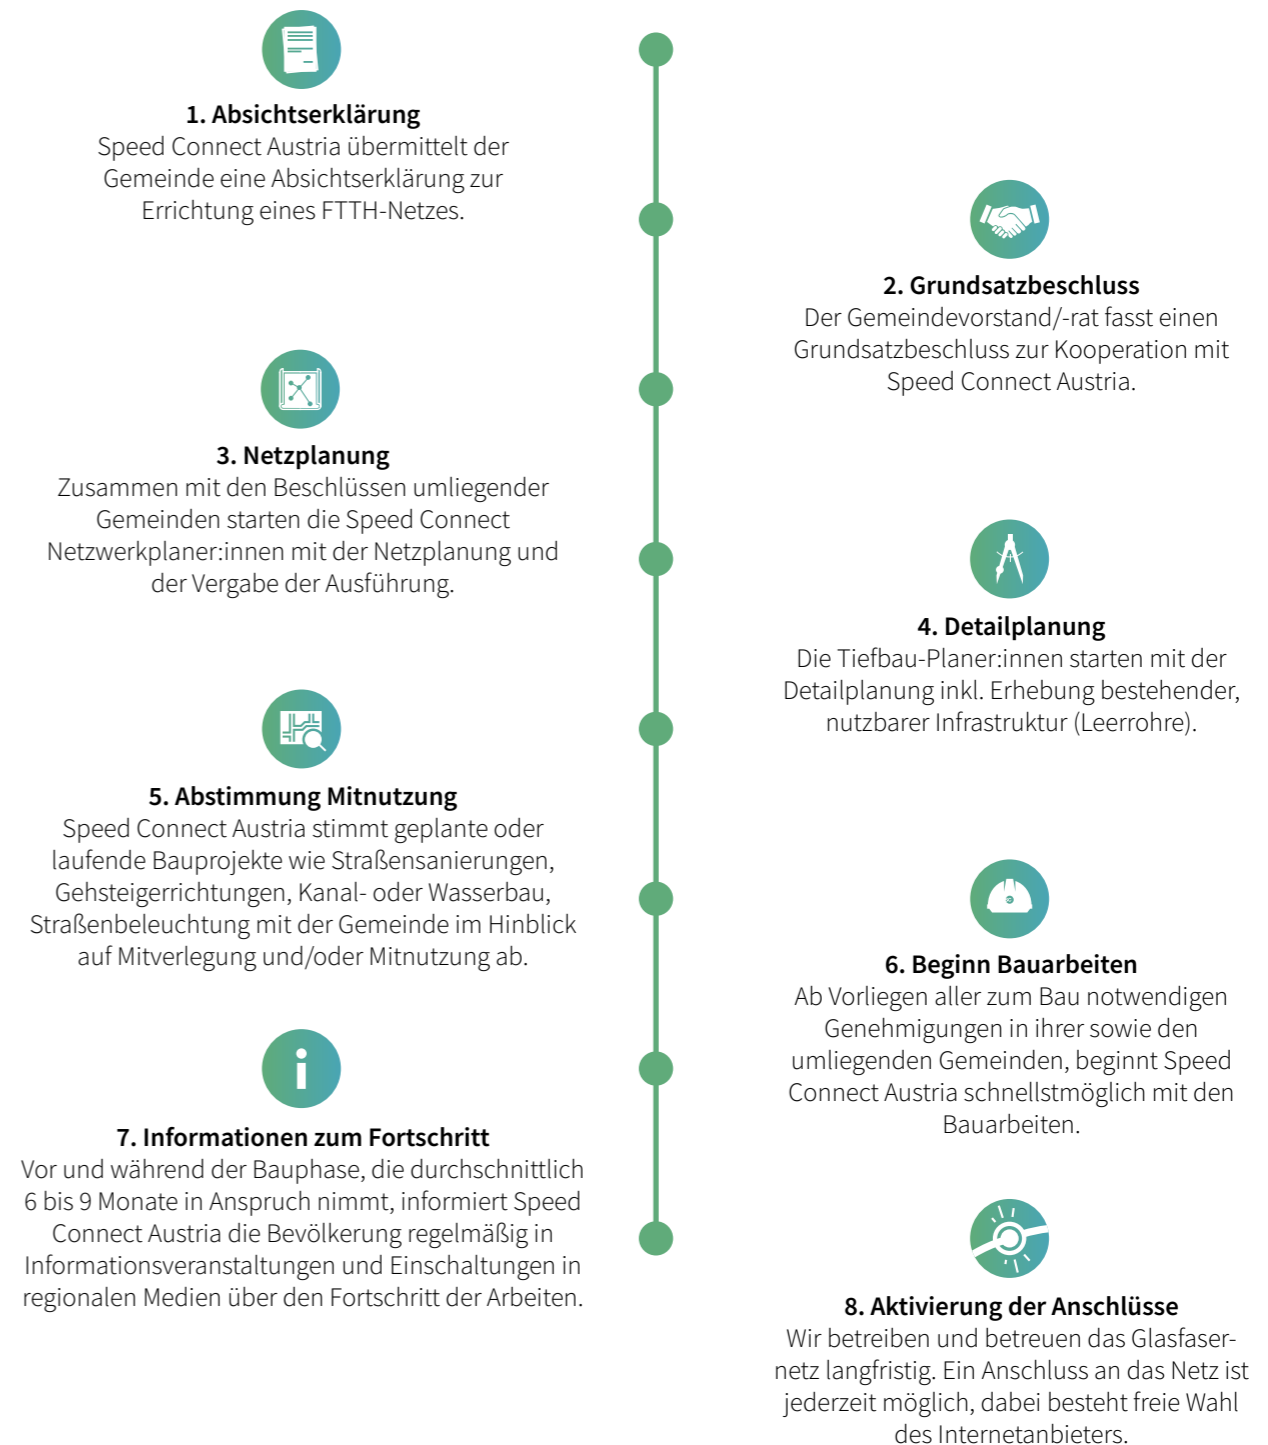 1. Absichtserklärung
Speed Connect Austria übermittelt der
Gemeinde eine Absichtserklärung zur
Errichtung eines FTTH-Netzes.
2. Grundsatzbeschluss
Der Gemeindevorstand/-rat fasst einen
Grundsatzbeschluss zur Kooperation mit
Speed Connect Austria.
3. Netzplanung
Zusammen mit den Beschlüssen umliegender
Gemeinden starten die Speed Connect
Netzwerkplaner:innen mit der Netzplanung und
der Vergabe der Ausführung.
4. Detailplanung
Die Tiefbau-Planer:innen starten mit der
Detailplanung inkl. Erhebung bestehender,
nutzbarer Infrastruktur (Leerrohre).
5. Abstimmung Mitnutzung
Speed Connect Austria stimmt geplante oder
laufende Bauprojekte wie Straßensanierungen,
Gehsteigerrichtungen, Kanal- oder Wasserbau,
Straßenbeleuchtung mit der Gemeinde im Hinblick
auf Mitverlegung und/oder Mitnutzung ab.
6. Beginn Bauarbeiten
Ab Vorliegen aller zum Bau notwendigen
Genehmigungen in ihrer sowie den
umliegenden Gemeinden, beginnt Speed
Connect Austria schnellstmöglich mit den
Bauarbeiten.
7. Informationen zum Fortschritt
Vor und während der Bauphase, die durchschnittlich
6 bis 9 Monate in Anspruch nimmt, informiert Speed
Connect Austria die Bevölkerung regelmäßig in
Informationsveranstaltungen und Einschaltungen in
regionalen Medien über den Fortschritt der Arbeiten.
8. Aktivierung der Anschlüsse
Wir betreiben und betreuen das Glasfaser-
netz langfristig. Ein Anschluss an das Netz ist
jederzeit möglich, dabei besteht freie Wahl
des Internetanbieters.